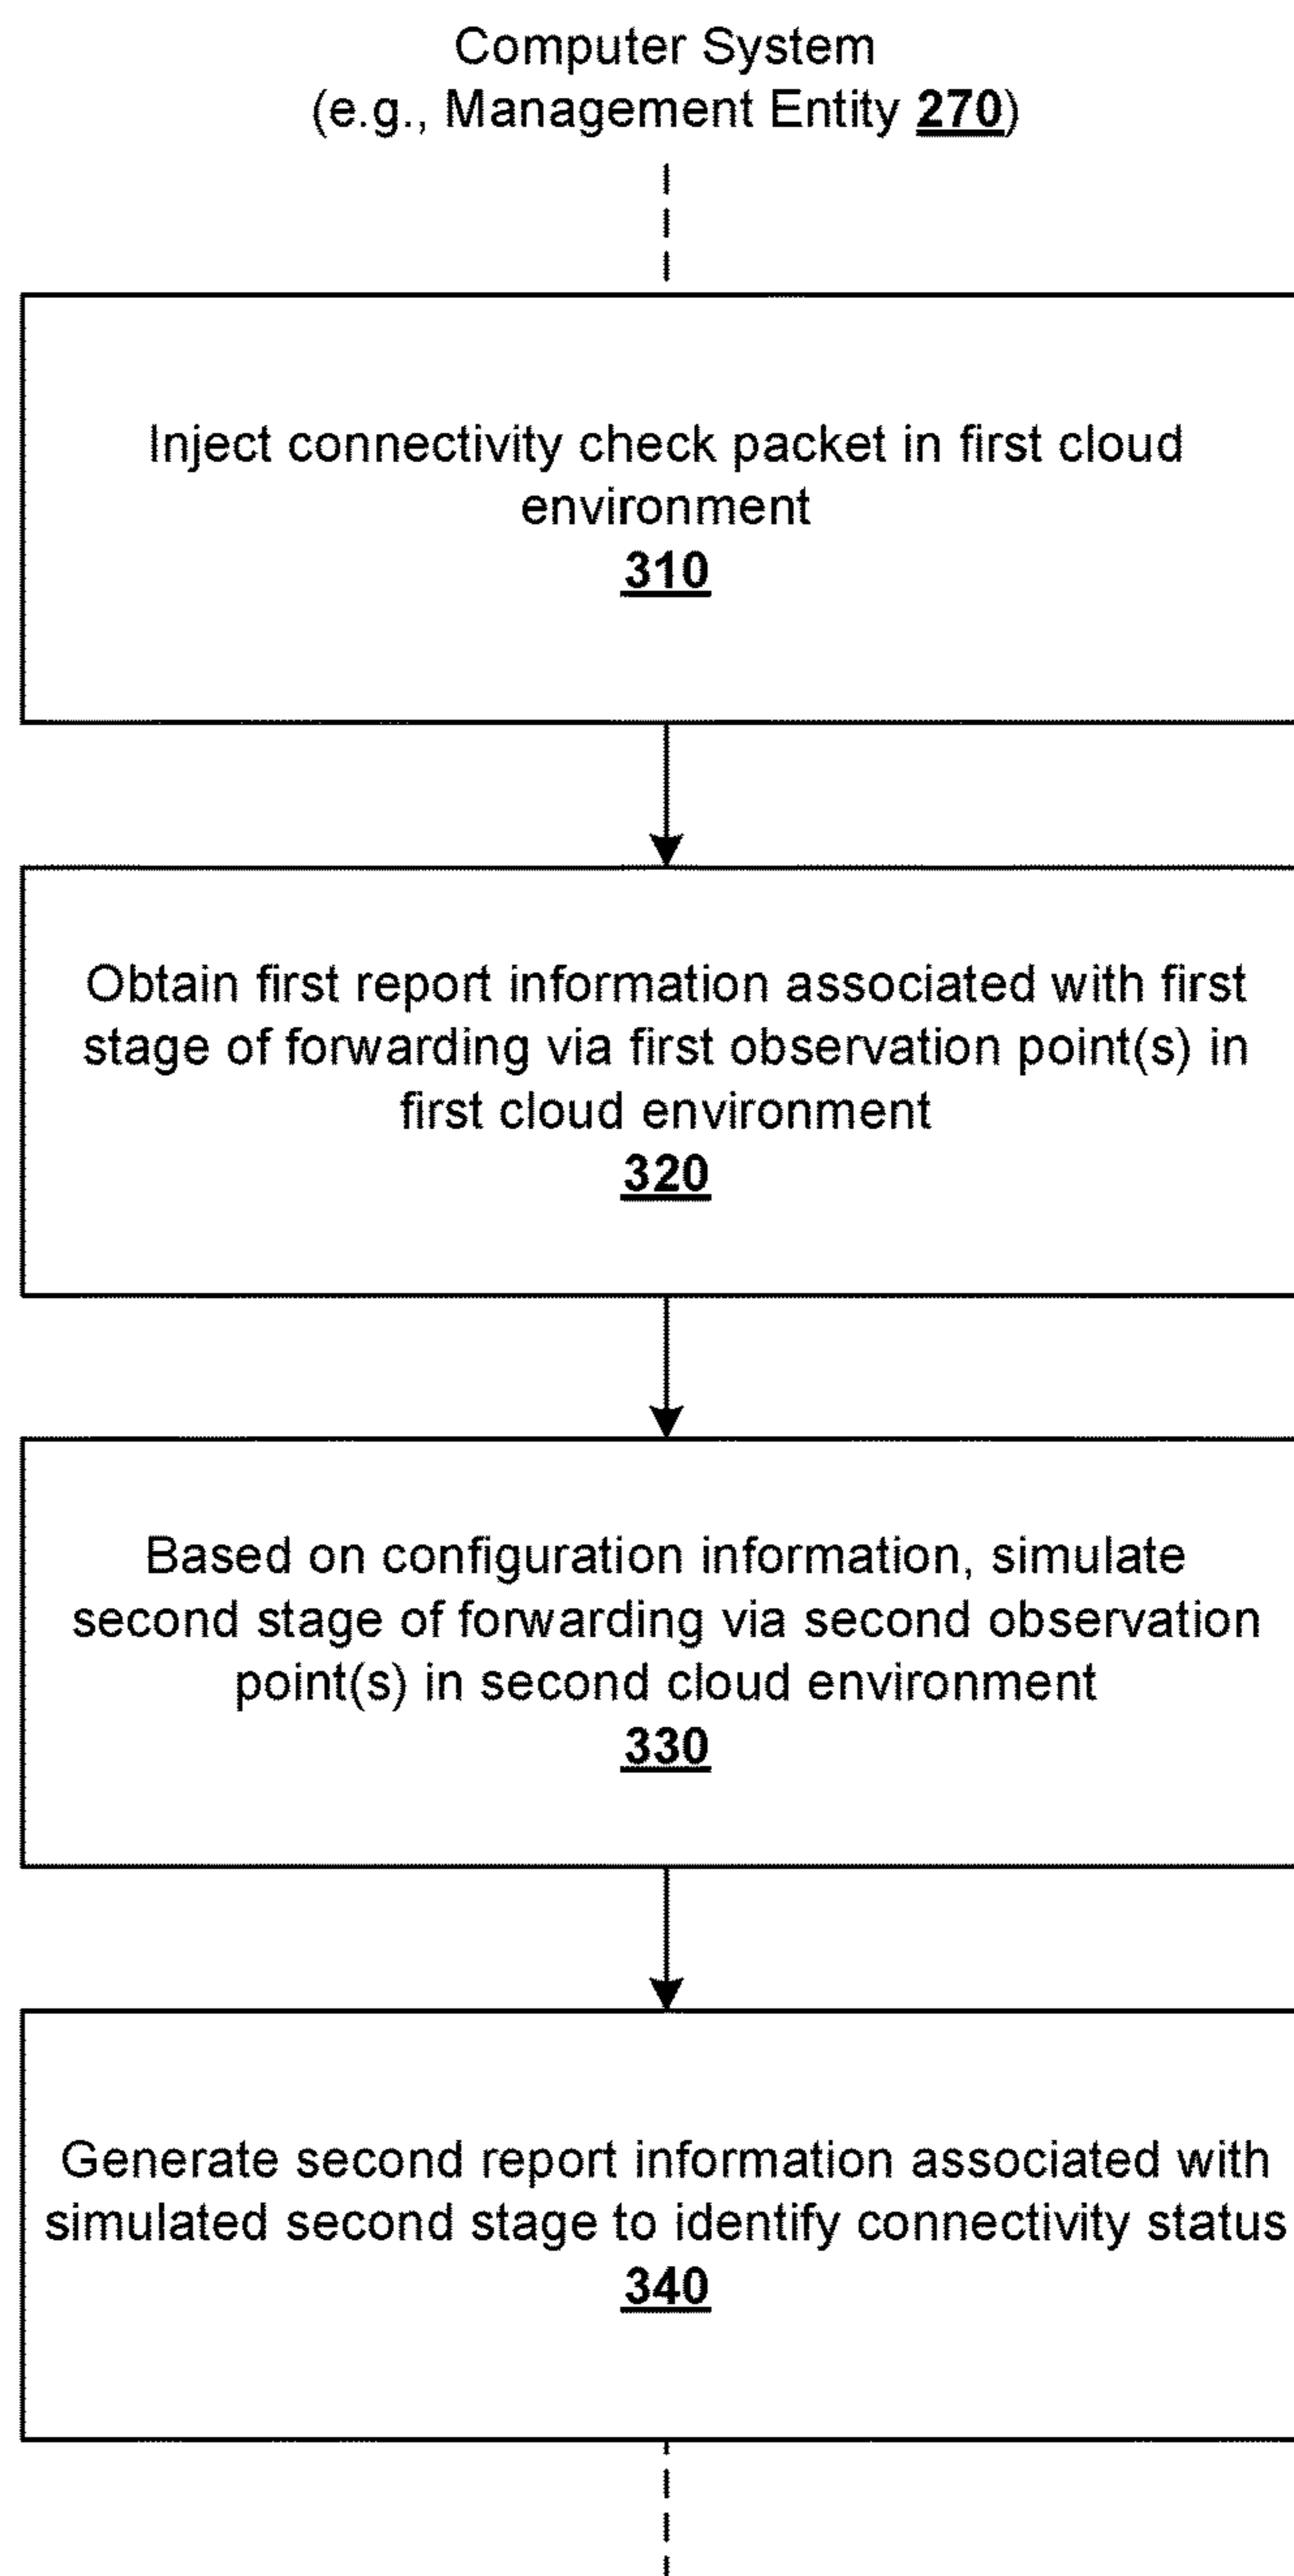 Computer System
(e.g., Management Entity 270)
Inject connectivity check packet in first cloud
environment
310
Obtain first report information associated with first
stage of forwarding via first observation point(s) in
first cloud environment
320
Based on configuration information, simulate
second stage of forwarding via second observation
point(s) in second cloud environment
330
Generate second report information associated with
simulated second stage to identify connectivity status
340